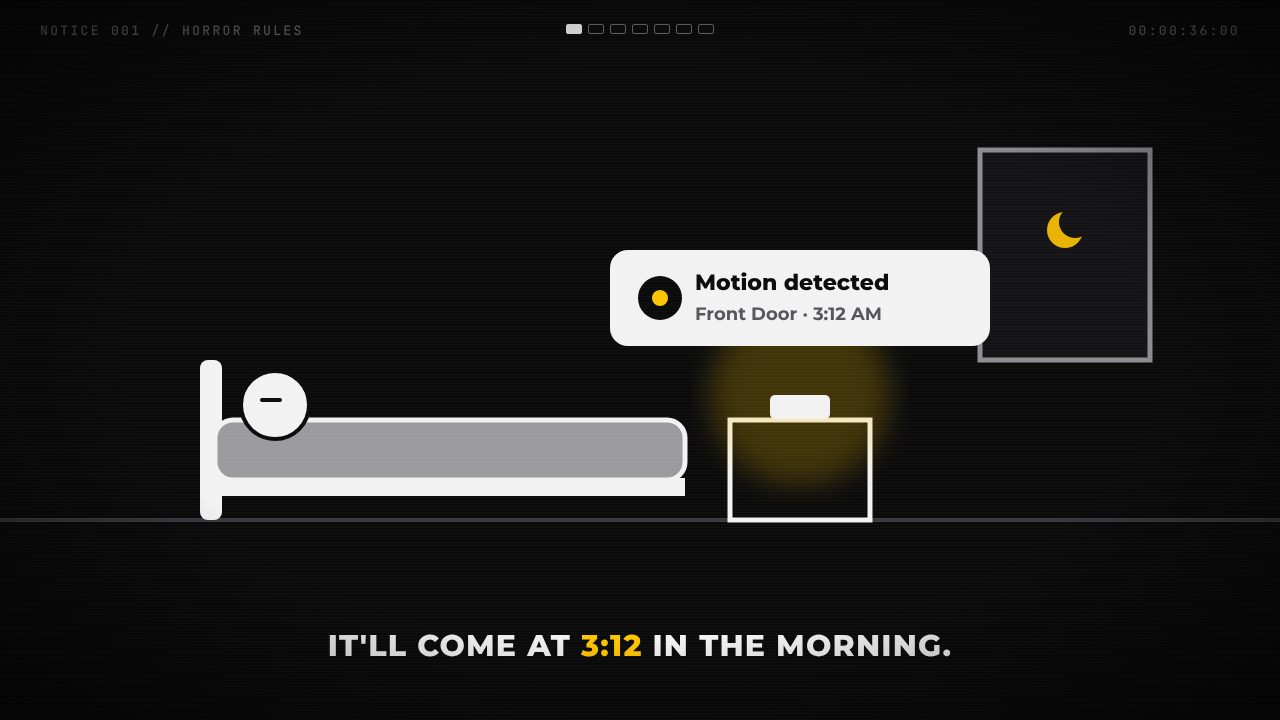 NOTICE 001 // HORROR RULES
00:00:36:00
Motion detected
Front Door · 3:12 AM
IT'LL COME AT 3:12 IN THE MORNING.